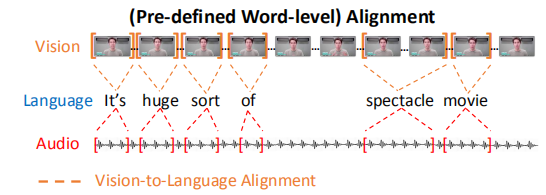 (Pre-defined Word-level) Alignment
Vision
Language It's huge sort of spectacle movie
Audio
Vision-to-Language Alignment